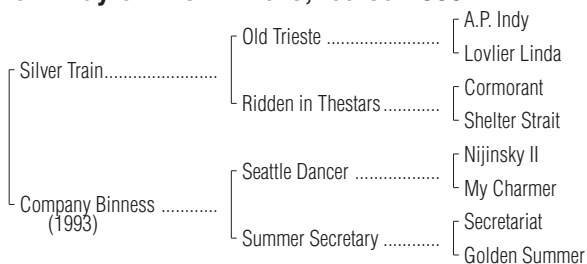 A.P. Indy
Old Trieste ........................
Lovlier Linda
Silver Train........................
Cormorant
Ridden in Thestars ............
Shelter Strait
Nijinsky II
Seattle Dancer ..................
My Charmer
Company Binness ............
(1993)
Secretariat
Summer Secretary ............
Golden Summer